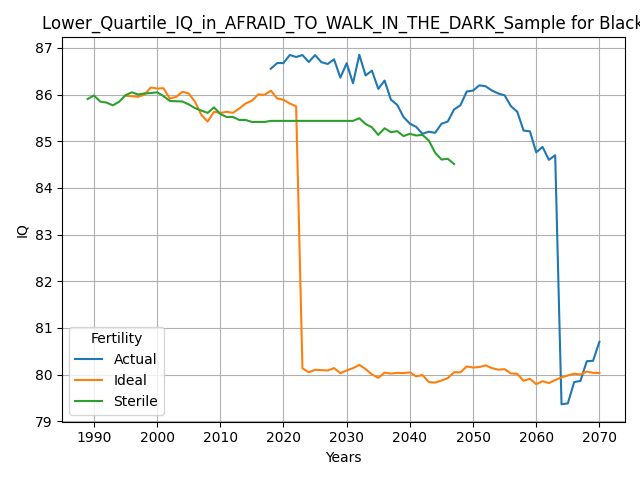 Lower_Quartile_IQ_in_AFRAID_TO_WALK_IN_THE_DARK_Sample for Black
87
86
85
84
83
82
81
80
79
IQ
Fertility
Actual
Ideal
Sterile
1990 2000 2010 2020 2030 2040 2050 2060 2070
Years